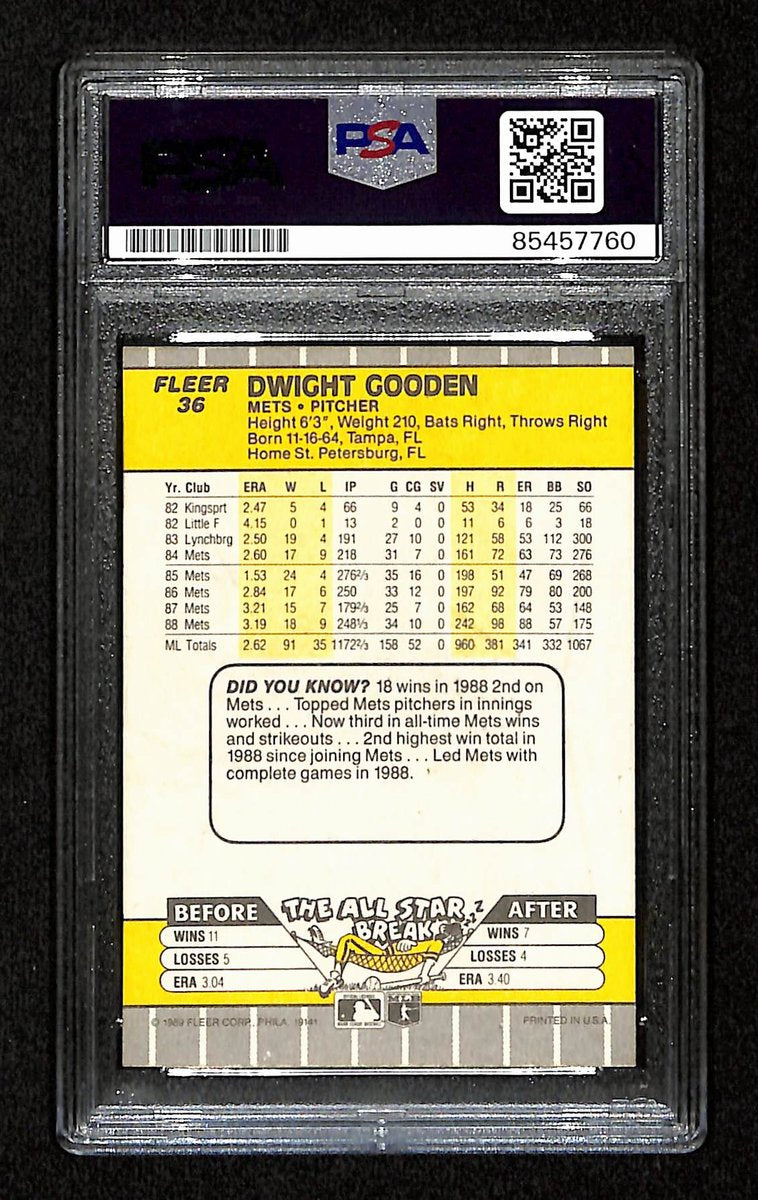 PSA
85457760
FLEER
36
DWIGHT GOODEN
METS • PITCHER
Height 6'3", Weight 210, Bats Right, Throws Right
Born 11-16-64, Tampa, FL
Home St. Petersburg, FL
Yr. Club ERA W L IP G CG SV H R ER BB SO
82 Kingsprt 2.47 5 4 66 9 4 0 53 34 18 25 66
82 Little F 4.15 0 1 13 2 0 0 11 6 6 3 18
83 Lynchbrg 2.50 19 4 191 27 10 0 121 58 53 112 300
84 Mets 2.60 17 9 218 31 7 0 161 72 63 73 276
85 Mets 1.53 24 4 276⅔ 35 16 0 198 51 47 69 268
86 Mets 2.84 17 6 250 33 12 0 197 92 79 80 200
87 Mets 3.21 15 7 179⅔ 25 7 0 162 68 64 53 148
88 Mets 3.19 18 9 248⅓ 34 10 0 242 98 88 57 175
ML Totals 2.62 91 35 1172⅔ 158 52 0 960 381 341 332 1067
DID YOU KNOW? 18 wins in 1988 2nd on
Mets . . . Topped Mets pitchers in innings
worked . . . Now third in all-time Mets wins
and strikeouts . . . 2nd highest win total in
1988 since joining Mets . . . Led Mets with
complete games in 1988.
BEFORE THE ALL STAR BREAK ZZZ AFTER
WINS 11 WINS 7
LOSSES 5 LOSSES 4
ERA 3.04 ERA 3.40
© 1989 FLEER CORP., PHILA. 19141 PRINTED IN U.S.A.